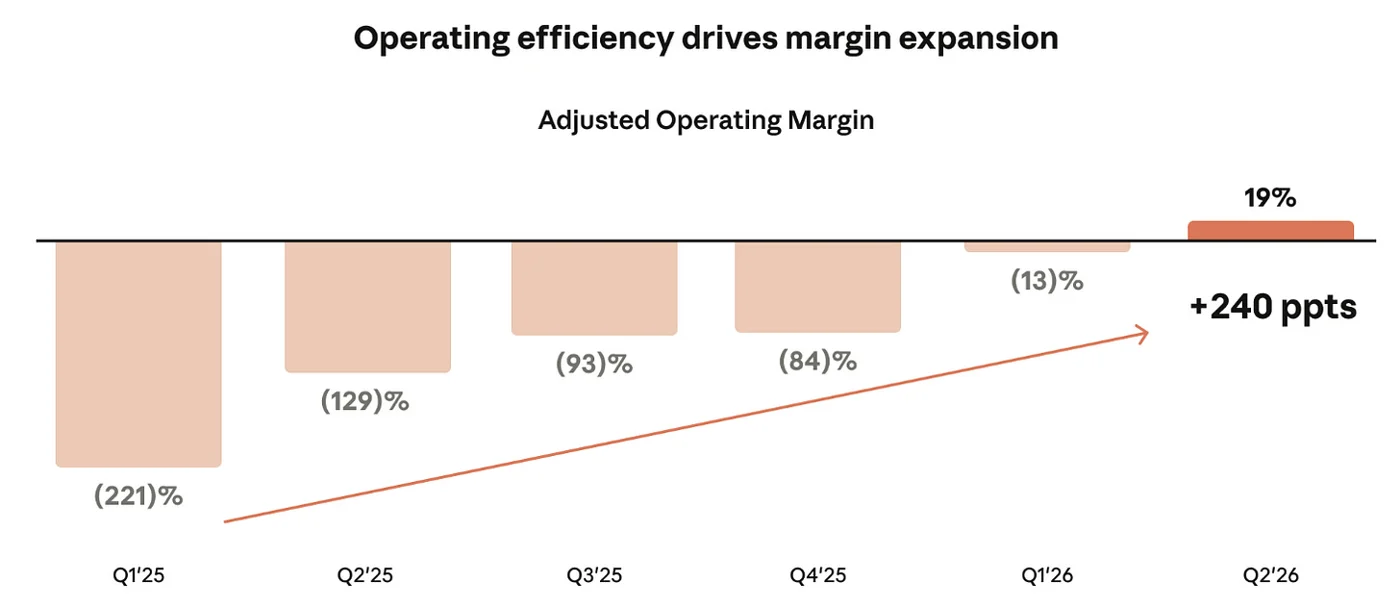 Operating efficiency drives margin expansion
Adjusted Operating Margin
19%
(13)%
+240 ppts
(93)%
(84)%
(129)%
(221)%
Q1'25
Q2'25
Q3'25
Q4'25
Q1'26
Q2'26